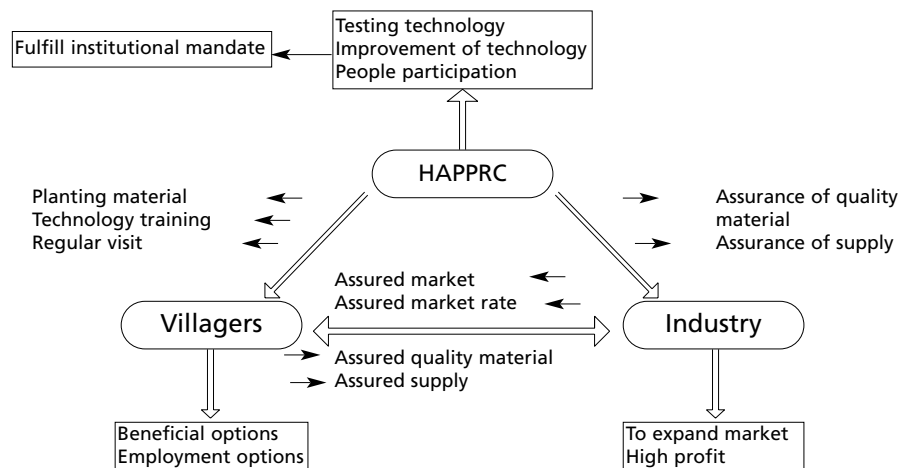 Testing technology
Improvement of technology
People participation
Fulfill institutional mandate
HAPPRC
Planting material
Technology training
Regular visit
Assurance of quality
material
Assurance of supply
Assured market
Assured market rate
Villagers
Industry
Assured quality material
Assured supply
Beneficial options
Employment options
To expand market
High profit